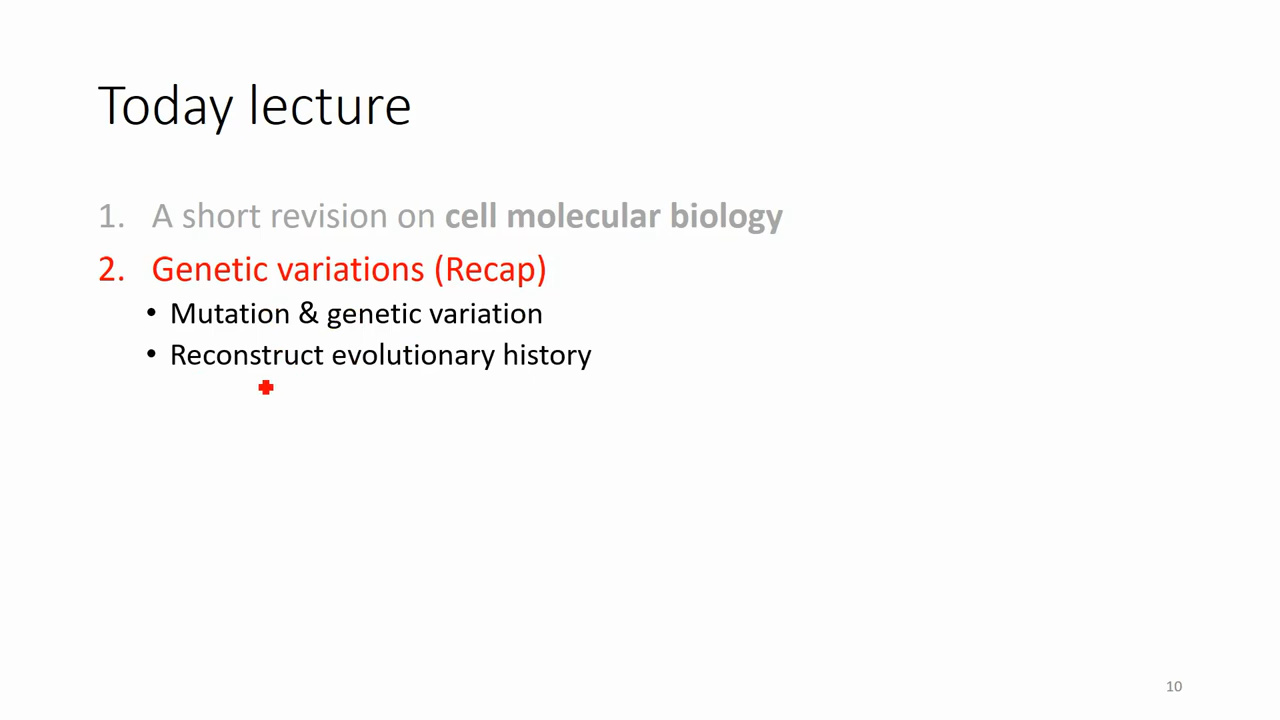 Today lecture
1. A short revision on cell molecular biology
2. Genetic variations (Recap)
• Mutation & genetic variation
• Reconstruct evolutionary history
10